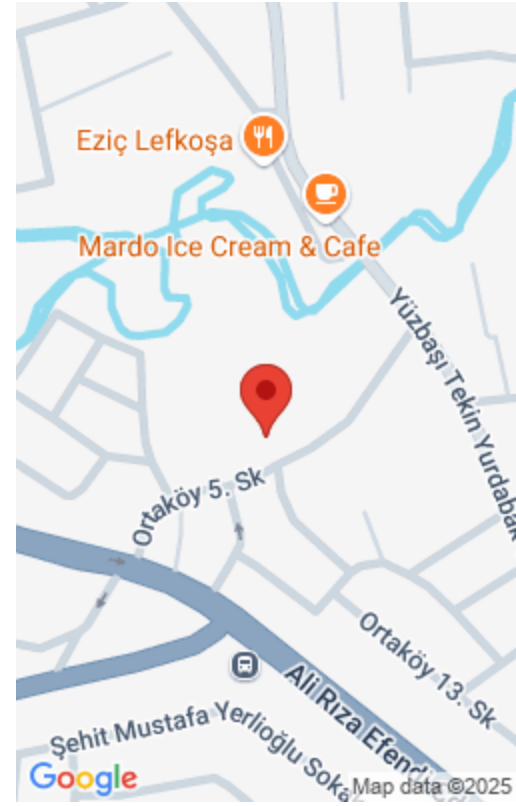 Eziç Lefkoşa
Mardo Ice Cream & Cafe
Yüzbaşı Tekin Yurdabak
Ortaköy 5. Sk
Ortaköy 13. Sk
Ali Rıza Efendi
Şehit Mustafa Yerlioğlu Soka
Google
Map data ©2025